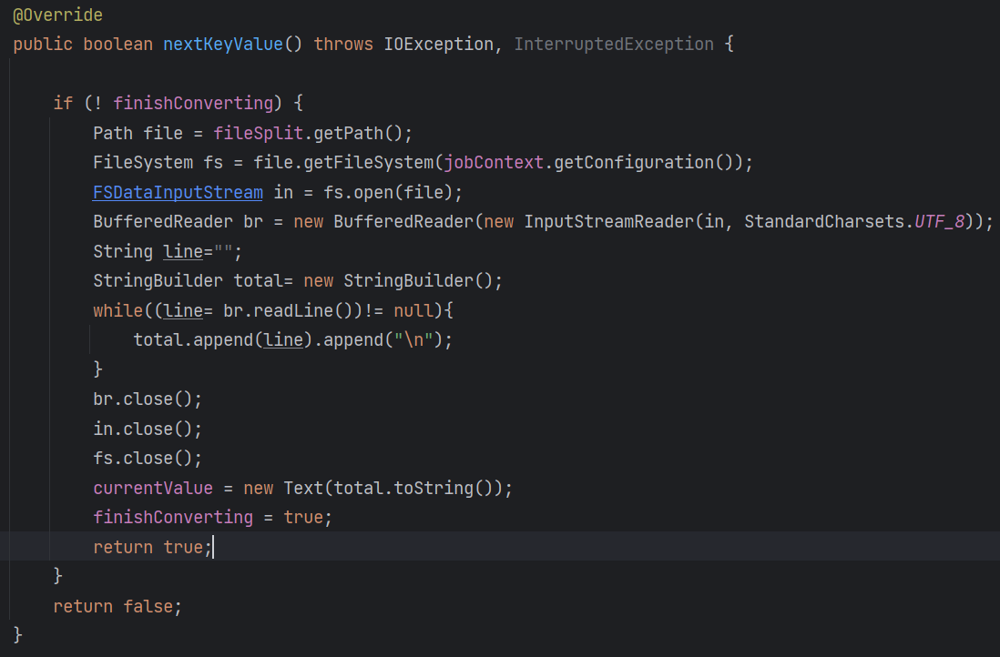 @Override
public boolean nextKeyValue() throws IOException, InterruptedException {
if (! finishConverting) {
Path file = fileSplit.getPath();
FileSystem fs = file.getFileSystem(jobContext.getConfiguration());
FSDataInputStream in = fs.open(file);
BufferedReader br = new BufferedReader(new InputStreamReader(in, StandardCharsets.UTF_8));
String line="";
StringBuilder total= new StringBuilder();
while((line= br.readLine())!= null){
total.append(line).append("\n");
}
br.close();
in.close();
fs.close();
currentValue = new Text(total.toString());
finishConverting = true;
return true;
}
return false;
}